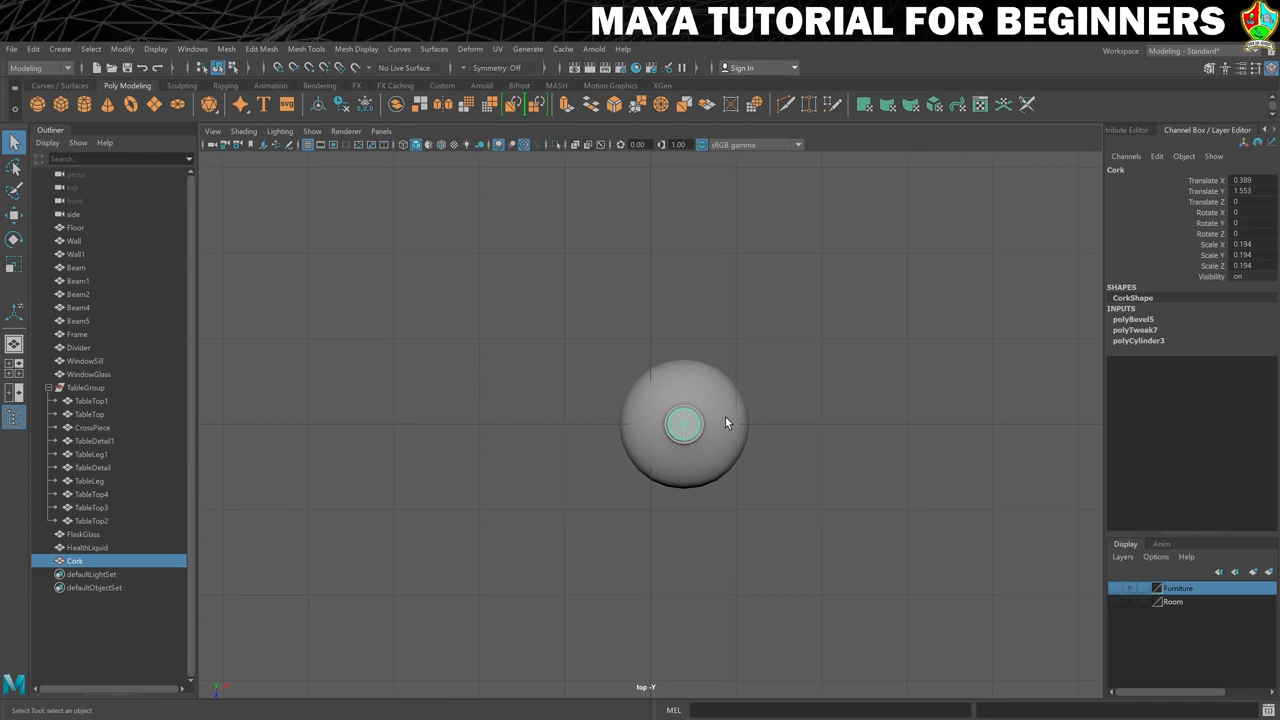 MAYA TUTORIAL FOR BEGINNERS
File Edit Create Select Modify Display Windows Mesh Edit Mesh Mesh Tools Mesh Display Curves Surfaces Deform UV Generate Cache Arnold Help
Workspace : Modeling - Standard*
Modeling No Live Surface Symmetry: Off Sign In
Curves / Surfaces Poly Modeling Sculpting Rigging Animation Rendering FX FX Caching Custom Arnold Bifrost MASH Motion Graphics XGen
Outliner
Display Show Help
Search...
persp
top
front
side
Floor
Wall
Wall1
Beam
Beam1
Beam2
Beam4
Beam5
Frame
Divider
WindowSill
WindowGlass
TableGroup
TableTop1
TableTop
CrossPiece
TableDetail1
TableLeg1
TableDetail
TableLeg
TableTop4
TableTop3
TableTop2
FlaskGlass
HealthLiquid
Cork
defaultLightSet
defaultObjectSet
View Shading Lighting Show Renderer Panels
0.00 1.00 sRGB gamma
top -Y
tribute Editor Channel Box / Layer Editor
Channels Edit Object Show
Cork
Translate X 0.389
Translate Y 1.553
Translate Z 0
Rotate X 0
Rotate Y 0
Rotate Z 0
Scale X 0.194
Scale Y 0.194
Scale Z 0.194
Visibility on
SHAPES
CorkShape
INPUTS
polyBevel5
polyTweak7
polyCylinder3
Display Anim
Layers Options Help
P Furniture
P Room
Select Tool: select an object
MEL